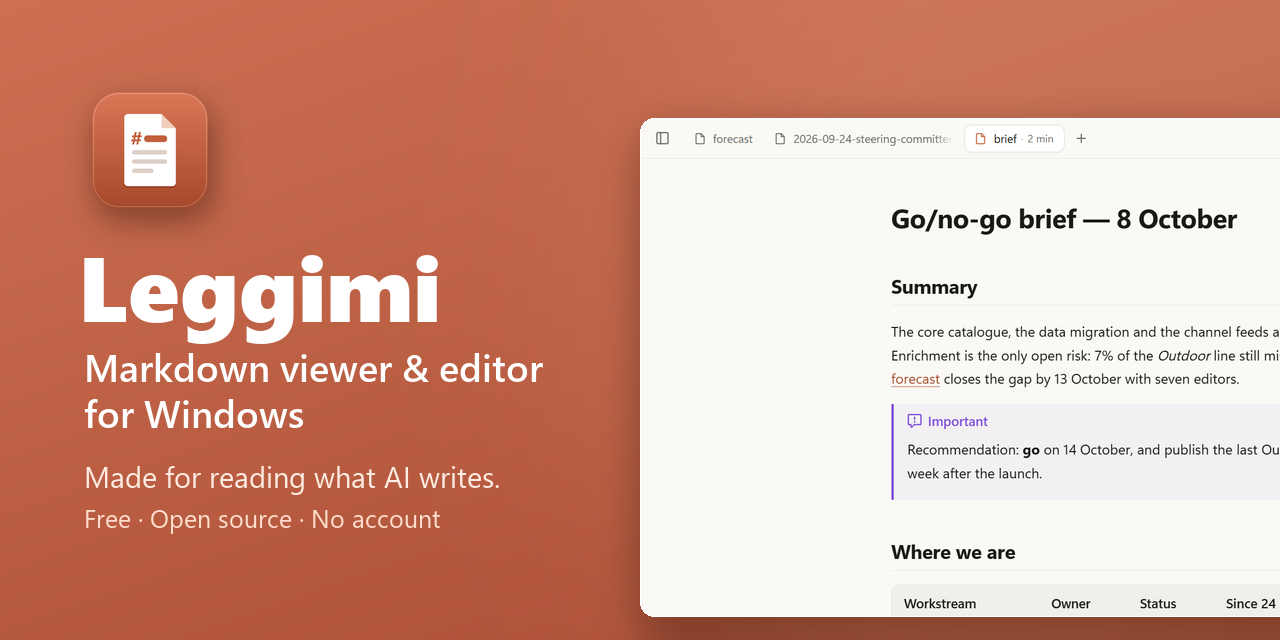 #
Leggimi
Markdown viewer & editor
for Windows
Made for reading what AI writes.
Free · Open source · No account
forecast
2026-09-24-steering-committee
brief · 2 min
+
Go/no-go brief — 8 October
Summary
The core catalogue, the data migration and the channel feeds a
Enrichment is the only open risk: 7% of the Outdoor line still mi
forecast closes the gap by 13 October with seven editors.
Important
Recommendation: go on 14 October, and publish the last Ou
week after the launch.
Where we are
Workstream Owner Status Since 24